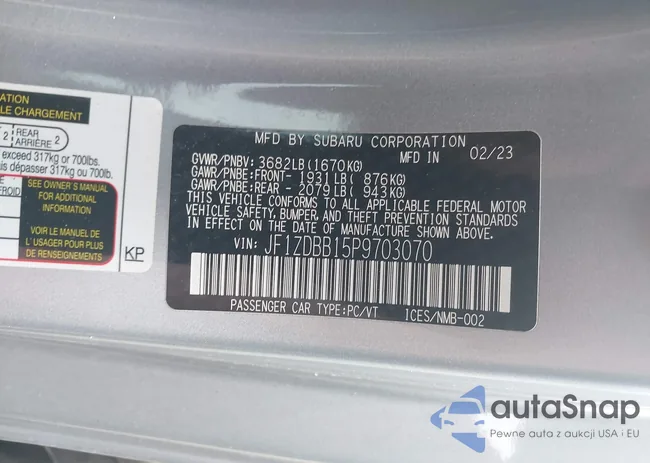 ATION
LE CHARGEMENT
2 REAR
ARRIÈRE 2
exceed 317kg or 700lbs.
s dépasser 317kg ou 700lb.
FROID
SEE OWNER'S MANUAL
FOR ADDITIONAL
INFORMATION
VOIR LE MANUEL DE
L' USAGER POUR PLUS
DE RENSEIGNEMENTS
KP
MFD BY SUBARU CORPORATION
MFD IN 02/23
GVWR/PNBV: 3682LB(1670KG)
GAWR/PNBE:FRONT- 1931LB( 876KG)
GAWR/PNBE:REAR - 2079LB( 943KG)
THIS VEHICLE CONFORMS TO ALL APPLICABLE FEDERAL MOTOR
VEHICLE SAFETY, BUMPER, AND THEFT PREVENTION STANDARDS
IN EFFECT ON THE DATE OF MANUFACTURE SHOWN ABOVE.
VIN: JF1ZDBB15P9703070
PASSENGER CAR TYPE:PC/VT ICES/NMB-002
autaSnap
Pewne auta z aukcji USA i EU